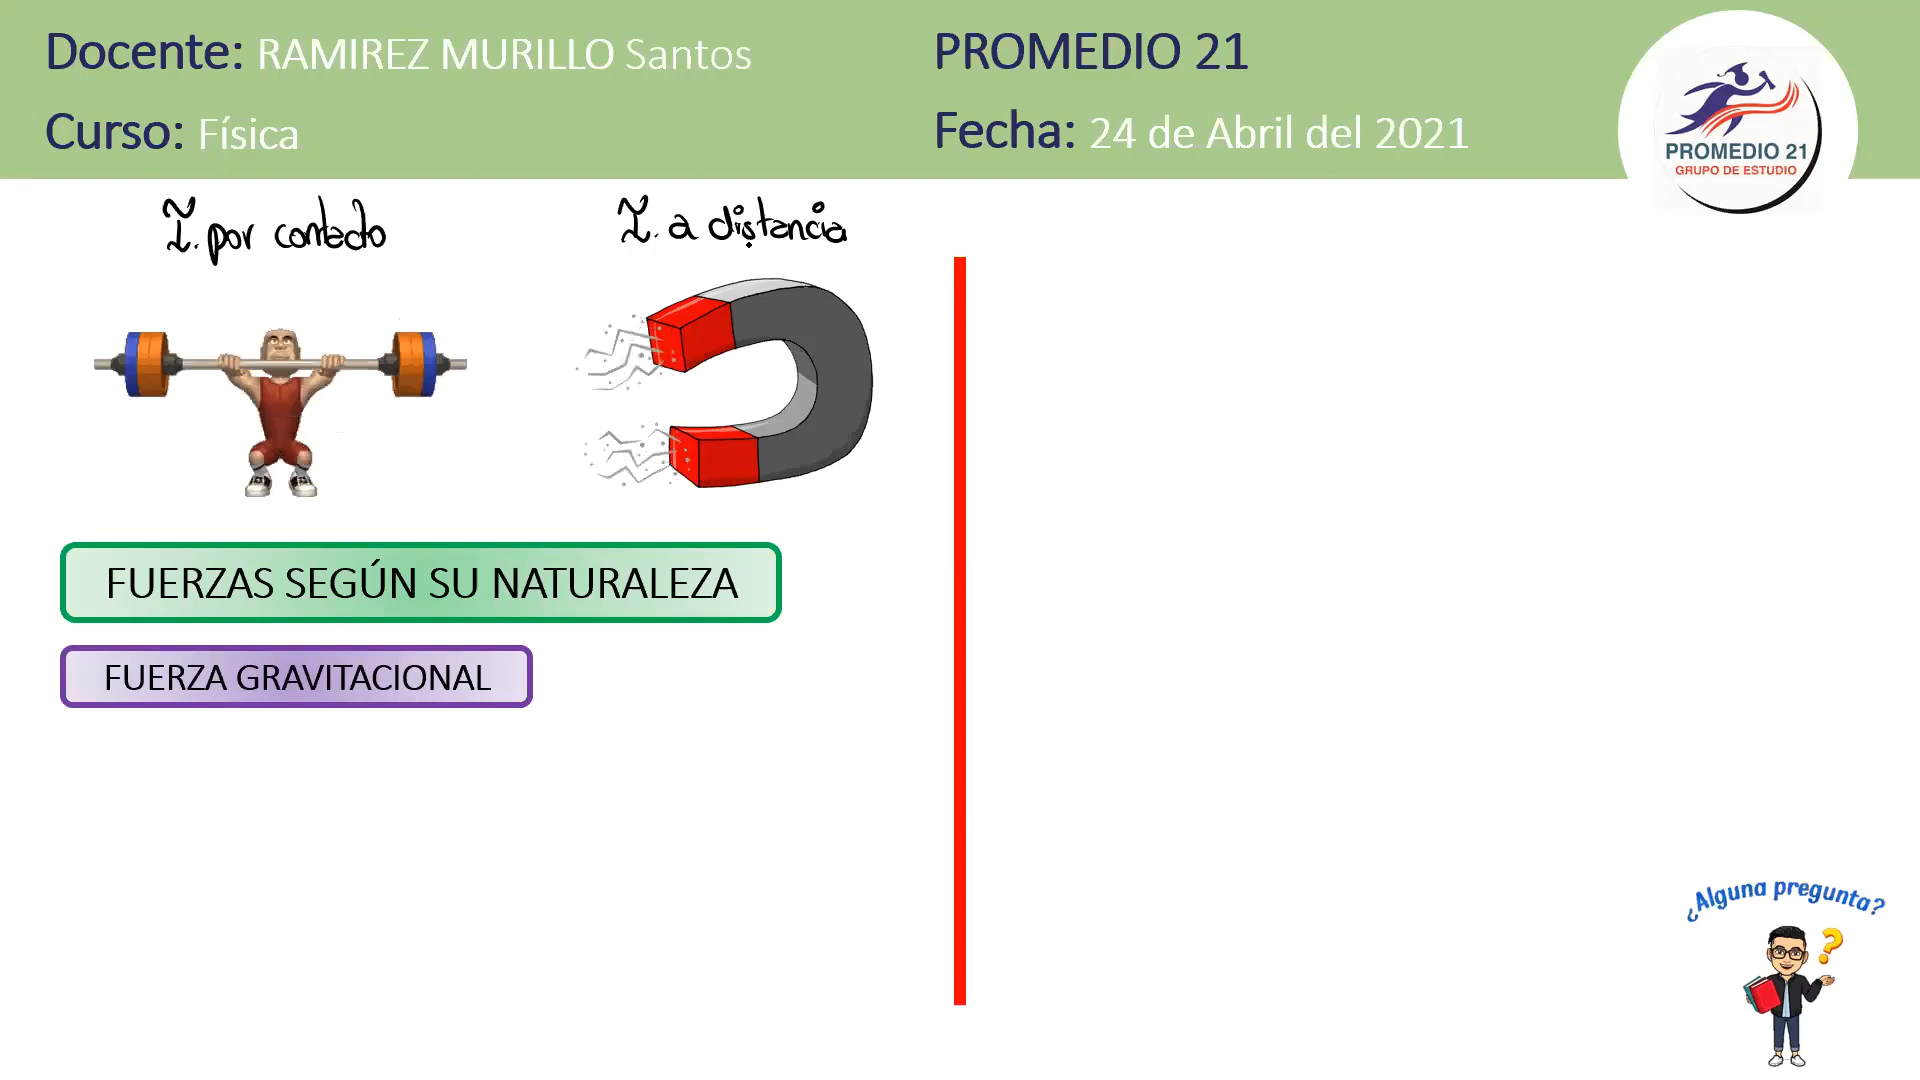 Docente: RAMIREZ MURILLO Santos
PROMEDIO 21
Curso: Física
Fecha: 24 de Abril del 2021
PROMEDIO 21
GRUPO DE ESTUDIO
I. por contacto
I. a distancia
FUERZAS SEGÚN SU NATURALEZA
FUERZA GRAVITACIONAL
¿Alguna pregunta?